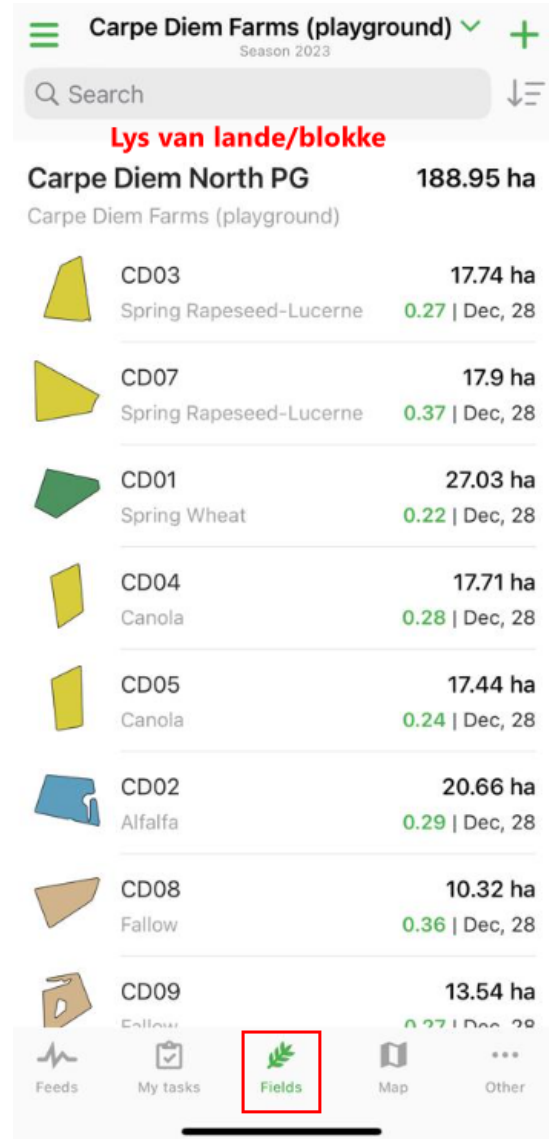 Carpe Diem Farms (playground)
Season 2023
Search
Lys van lande/blokke
Carpe Diem North PG 188.95 ha
Carpe Diem Farms (playground)
CD03 17.74 ha
Spring Rapeseed-Lucerne 0.27 | Dec, 28
CD07 17.9 ha
Spring Rapeseed-Lucerne 0.37 | Dec, 28
CD01 27.03 ha
Spring Wheat 0.22 | Dec, 28
CD04 17.71 ha
Canola 0.28 | Dec, 28
CD05 17.44 ha
Canola 0.24 | Dec, 28
CD02 20.66 ha
Alfalfa 0.29 | Dec, 28
CD08 10.32 ha
Fallow 0.36 | Dec, 28
CD09 13.54 ha
Fallow 0.27 | Dec, 28
Feeds My tasks Fields Map Other